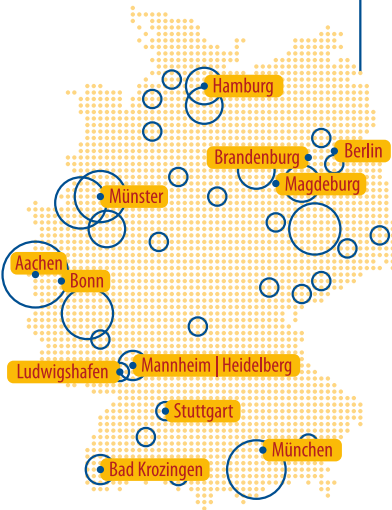 Hamburg
Berlin
Brandenburg
Magdeburg
Münster
Aachen
Bonn
Mannheim | Heidelberg
Ludwigshafen
Stuttgart
München
Bad Krozingen